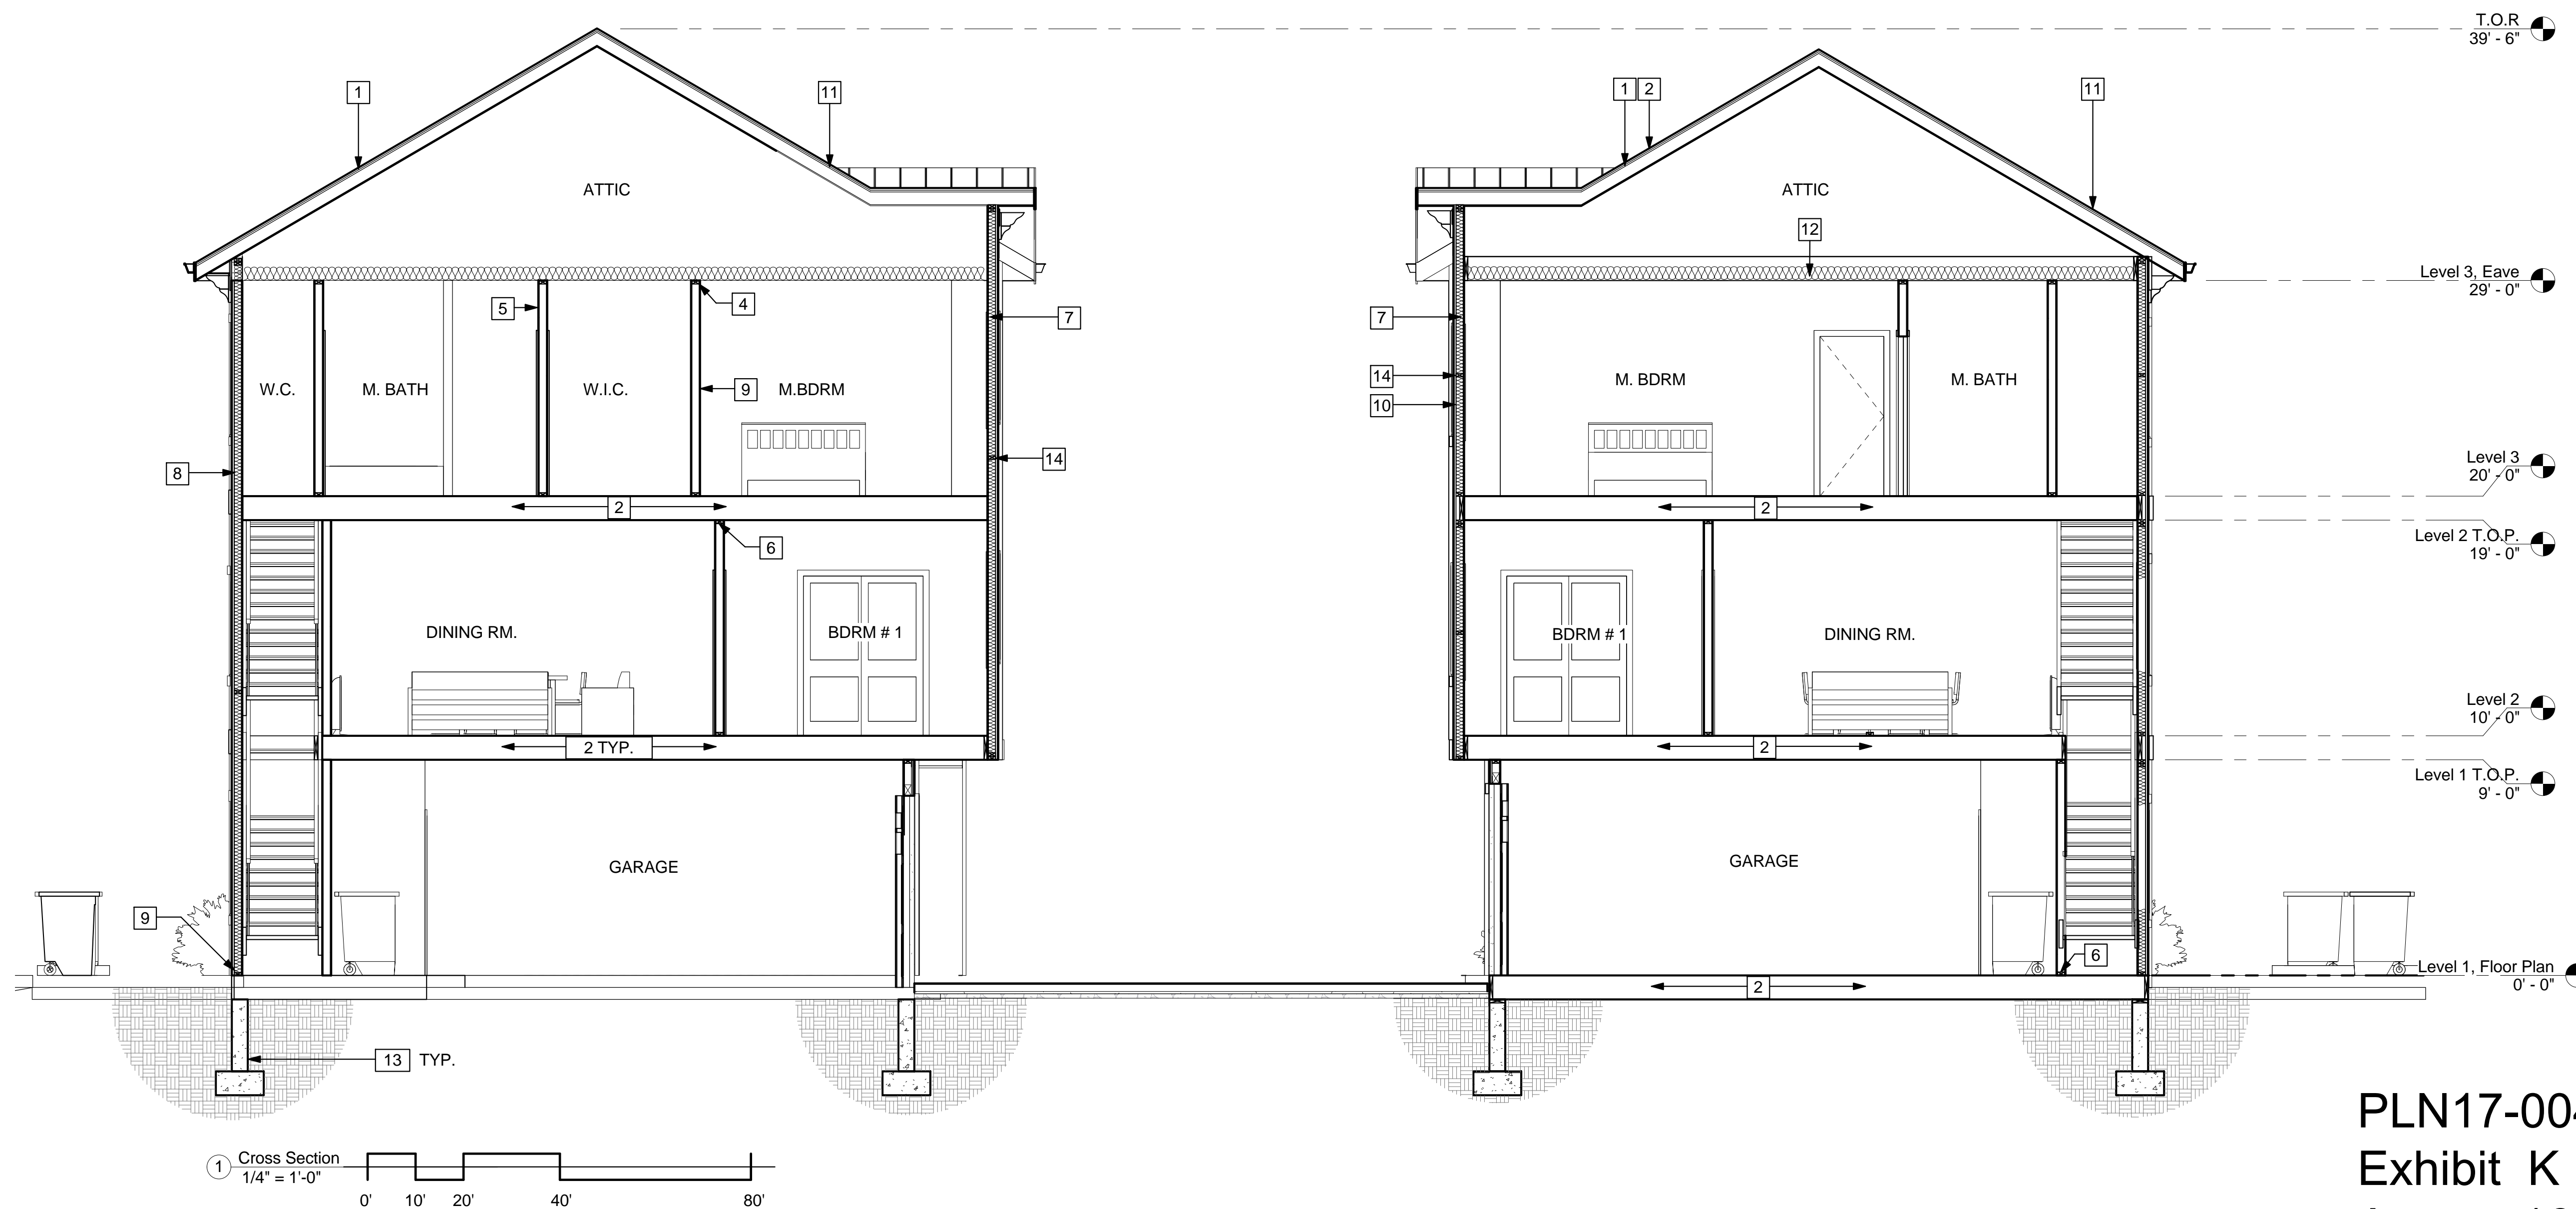 T.O.R
39' - 6"
1
11
1 2
11
ATTIC
ATTIC
12
Level 3, Eave
29' - 0"
5
4
7
7
W.C.
M. BATH
W.I.C.
9
M.BDRM
14
10
M. BDRM
M. BATH
8
14
Level 3
20' - 0"
2
2
6
Level 2 T.O.P.
19' - 0"
DINING RM.
BDRM # 1
BDRM # 1
DINING RM.
Level 2
10' - 0"
2 TYP.
2
Level 1 T.O.P.
9' - 0"
GARAGE
GARAGE
9
6
Level 1, Floor Plan
0' - 0"
2
13 TYP.
PLN17-00
Exhibit K
1 Cross Section
1/4" = 1'-0"
0' 10' 20' 40' 80'